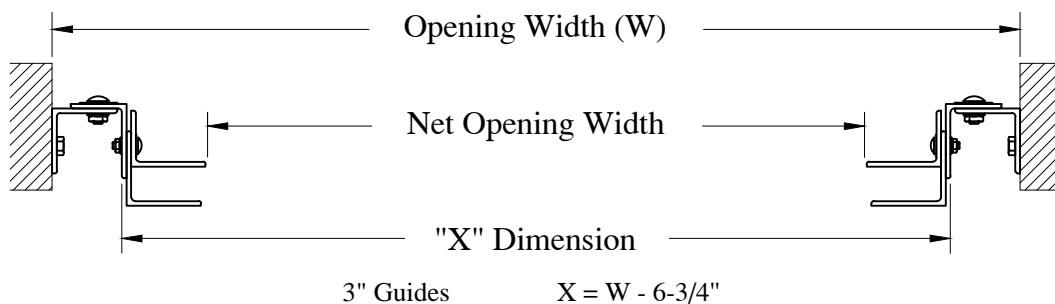 Opening Width (W)
Net Opening Width
"X" Dimension
3" Guides X = W - 6-3/4"